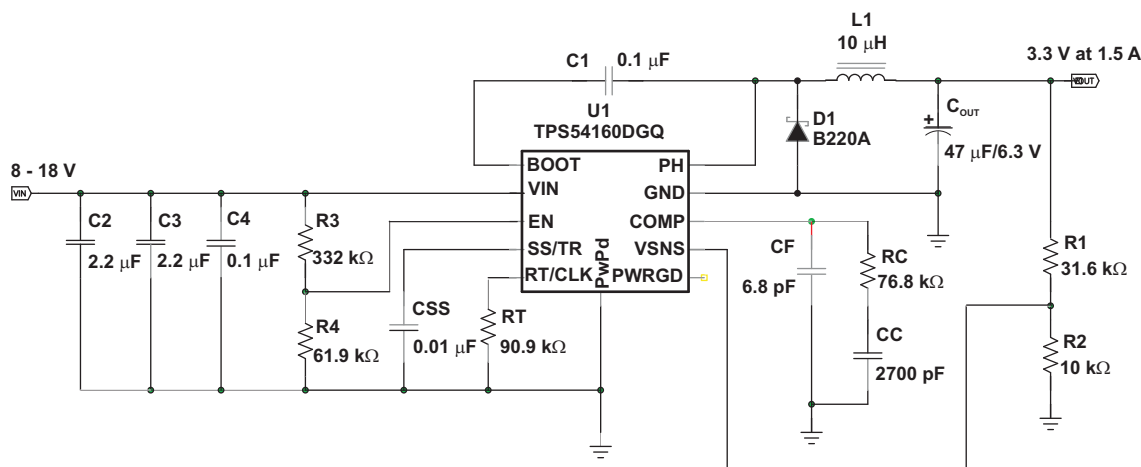 L1
10 μH
3.3 V at 1.5 A
C1
0.1 μF
U1
TPS54160DGQ
D1
B220A
C_OUT
+
47 μF/6.3 V
8 - 18 V
VIN
BOOT
VIN
EN
SS/TR
RT/CLK
PwPd
PH
GND
COMP
VSNS
PWRGD
C2
2.2 μF
C3
2.2 μF
C4
0.1 μF
R3
332 kΩ
R4
61.9 kΩ
CSS
0.01 μF
RT
90.9 kΩ
CF
6.8 pF
RC
76.8 kΩ
CC
2700 pF
R1
31.6 kΩ
R2
10 kΩ